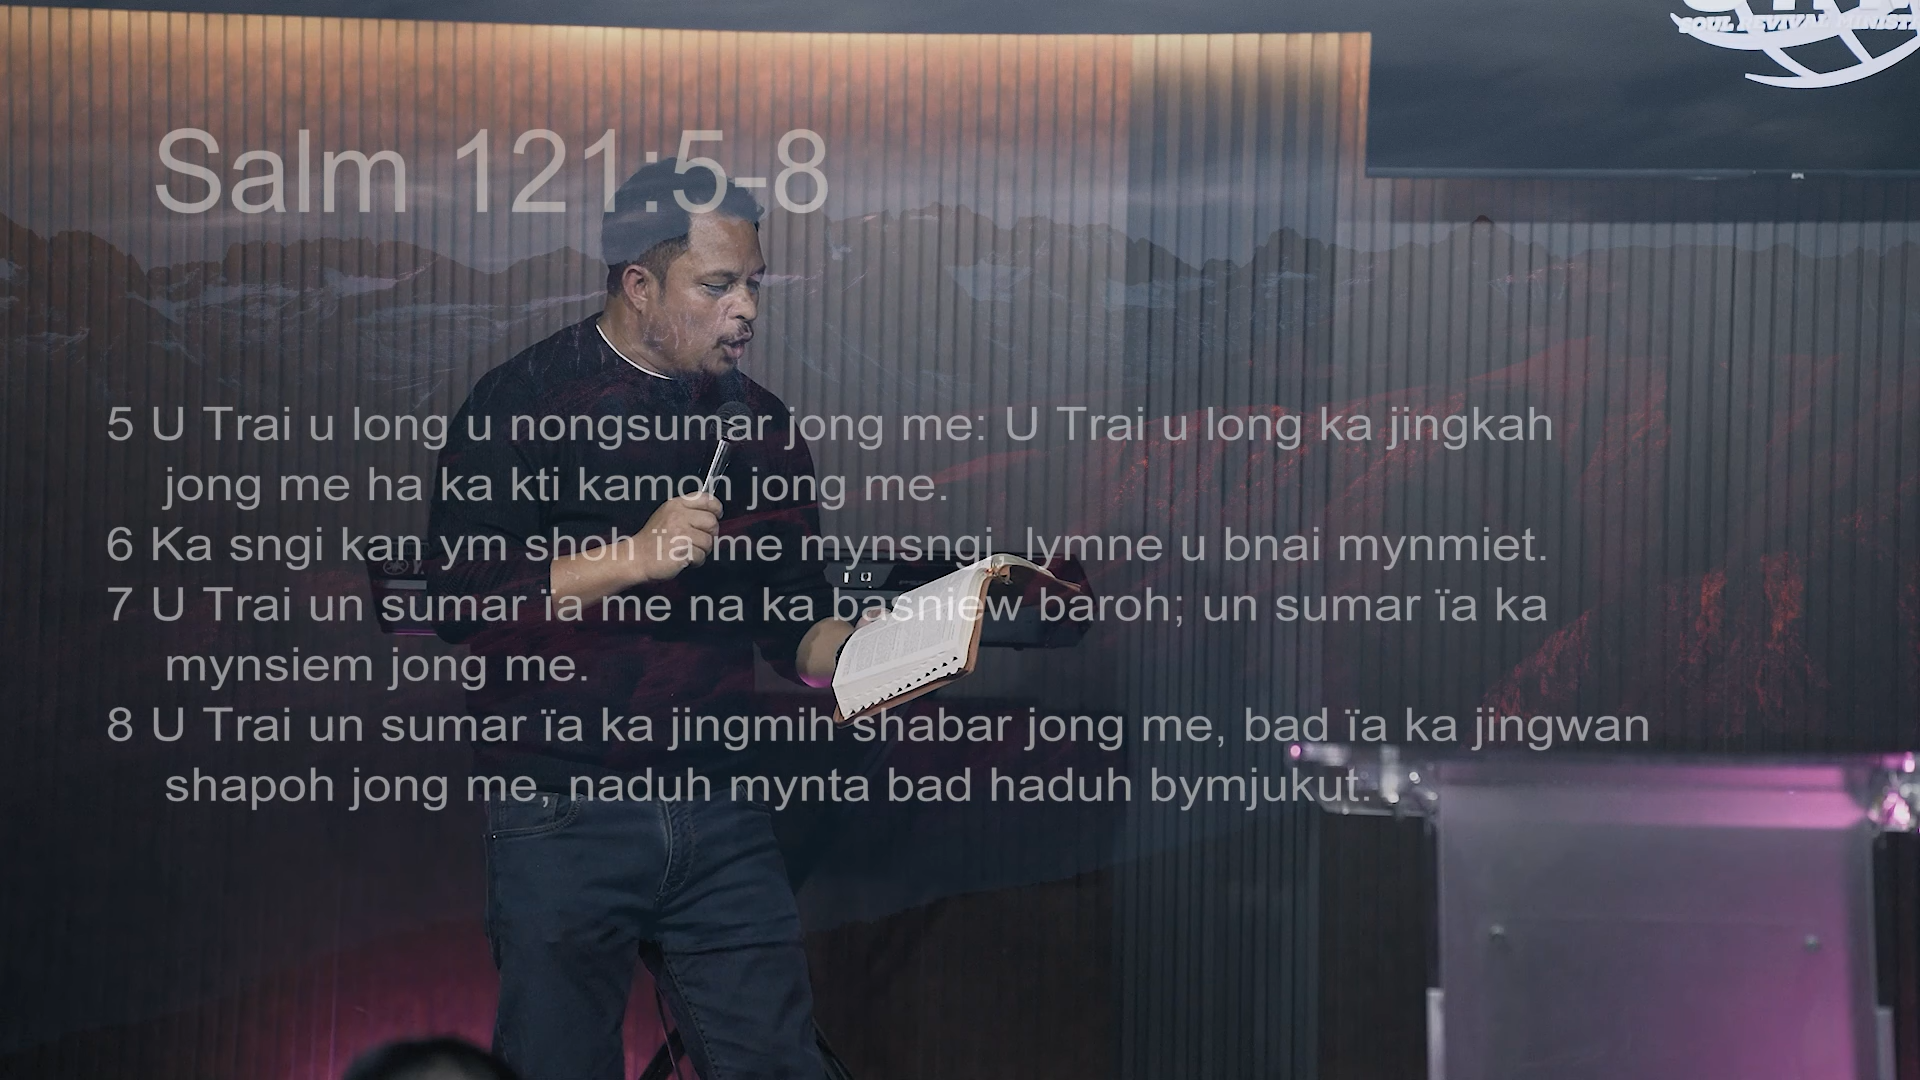 SOUL REVIVAL
Salm 121:5-8
5 U Trai u long u nongsumar jong me: U Trai u long ka jingkah
jong me ha ka kti kamon jong me.
6 Ka sngi kan ym shoh ïa me mynsngi, lymne u bnai mynmiet.
7 U Trai un sumar ïa me na ka basniew baroh; un sumar ïa ka
mynsiem jong me.
8 U Trai un sumar ïa ka jingmih shabar jong me, bad ïa ka jingwan
shapoh jong me, naduh mynta bad haduh bymjukut.